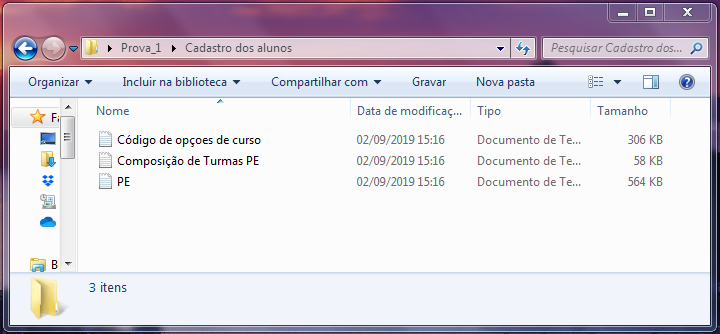 Prova_1 Cadastro dos alunos Pesquisar Cadastro dos...
Organizar Incluir na biblioteca Compartilhar com Gravar Nova pasta
Nome Data de modificaç... Tipo Tamanho
Código de opçoes de curso 02/09/2019 15:16 Documento de Te... 306 KB
Composição de Turmas PE 02/09/2019 15:16 Documento de Te... 58 KB
PE 02/09/2019 15:16 Documento de Te... 564 KB
Fa
B
3 itens